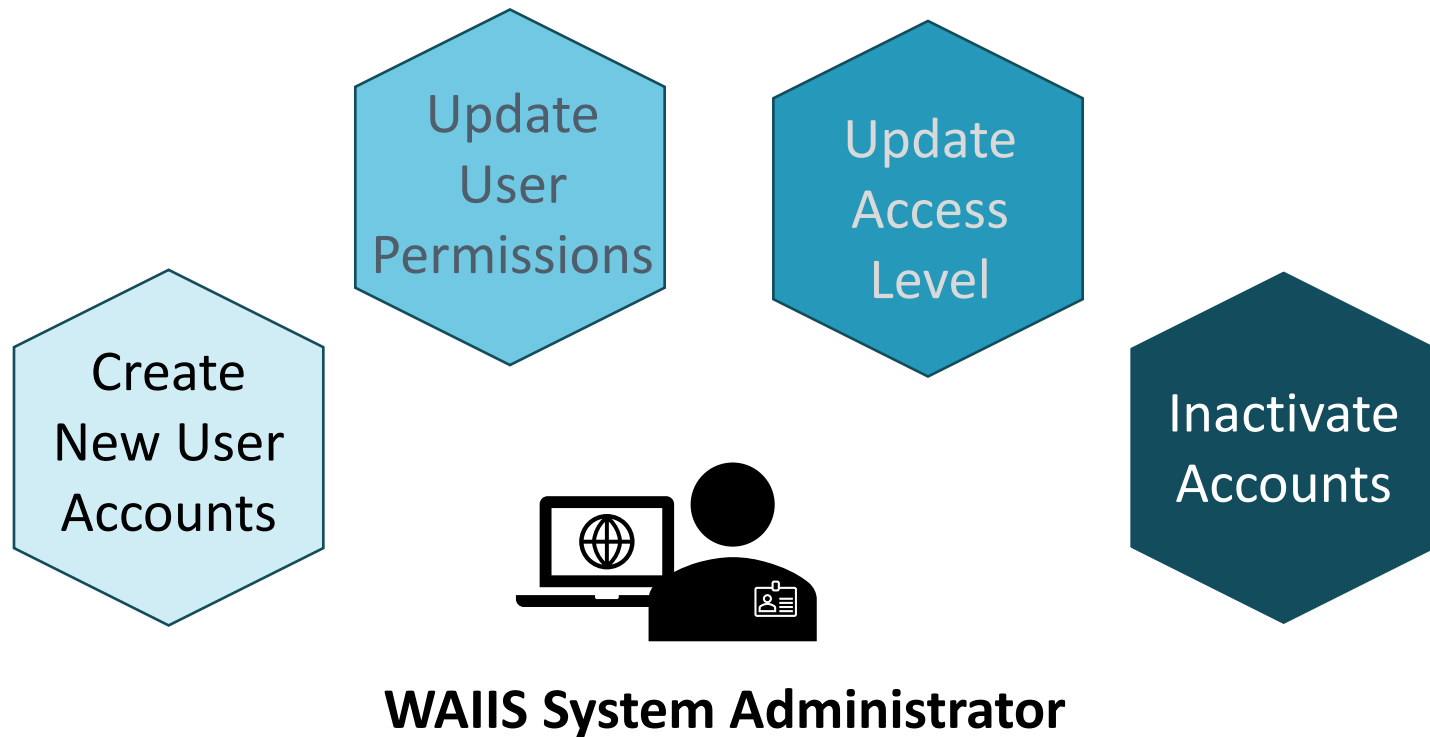 Create
New User
Accounts
Update
User
Permissions
Update
Access
Level
Inactivate
Accounts
WAIIS System Administrator